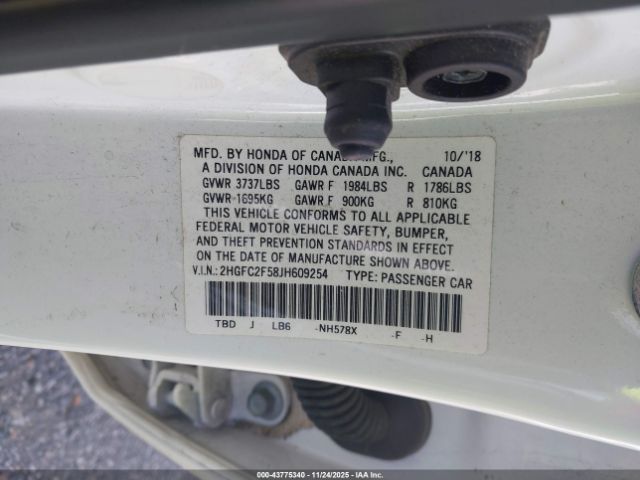 MFD. BY HONDA OF CANADA MFG., 10/'18
A DIVISION OF HONDA CANADA INC. CANADA
GVWR 3737LBS GAWR F 1984LBS R 1786LBS
GVWR 1695KG GAWR F 900KG R 810KG
THIS VEHICLE CONFORMS TO ALL APPLICABLE
FEDERAL MOTOR VEHICLE SAFETY, BUMPER,
AND THEFT PREVENTION STANDARDS IN EFFECT
ON THE DATE OF MANUFACTURE SHOWN ABOVE.
V.I.N.: 2HGFC2F58JH609254 TYPE: PASSENGER CAR
TBD J LB6 -NH578X -F -H
000-43775340 - 11/24/2025 - IAA Inc.